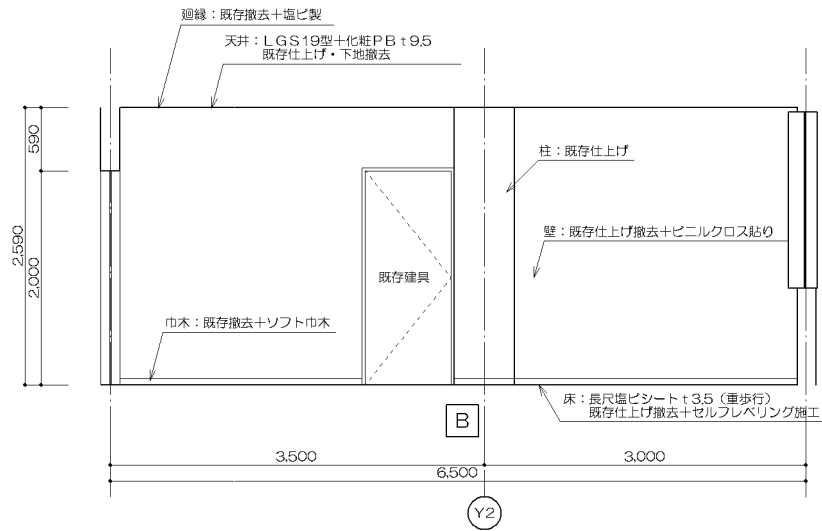 廻縁：既存撤去＋塩ビ製
天井：ＬＧＳ19型＋化粧ＰＢｔ9.5
既存仕上げ・下地撤去
590
柱：既存仕上げ
壁：既存仕上げ撤去＋ビニルクロス貼り
2,590
2,000
既存建具
巾木：既存撤去＋ソフト巾木
床：長尺塩ビシートｔ3.5（重歩行）
既存仕上げ撤去＋セルフレベリング施工
B
3,500
3,000
6,500
Y2